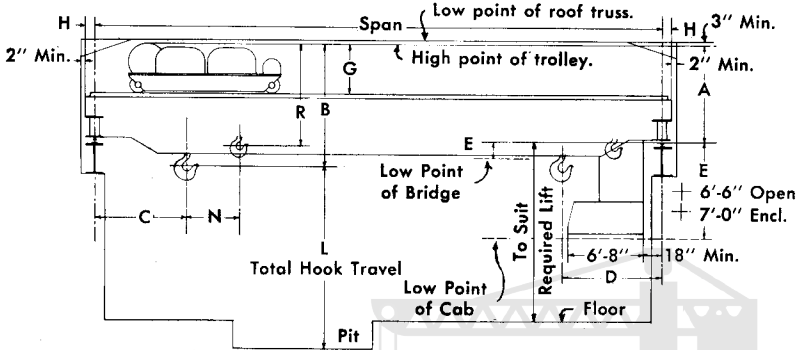 Low point of roof truss.
H
Span
H
3" Min.
2" Min.
High point of trolley.
2" Min.
G
A
R
B
E
Low Point
of Bridge
E
6'-6" Open
7'-0" Encl.
C
N
To Suit
Required Lift
L
Total Hook Travel
6'-8"
18" Min.
D
Low Point
of Cab
Floor
Pit